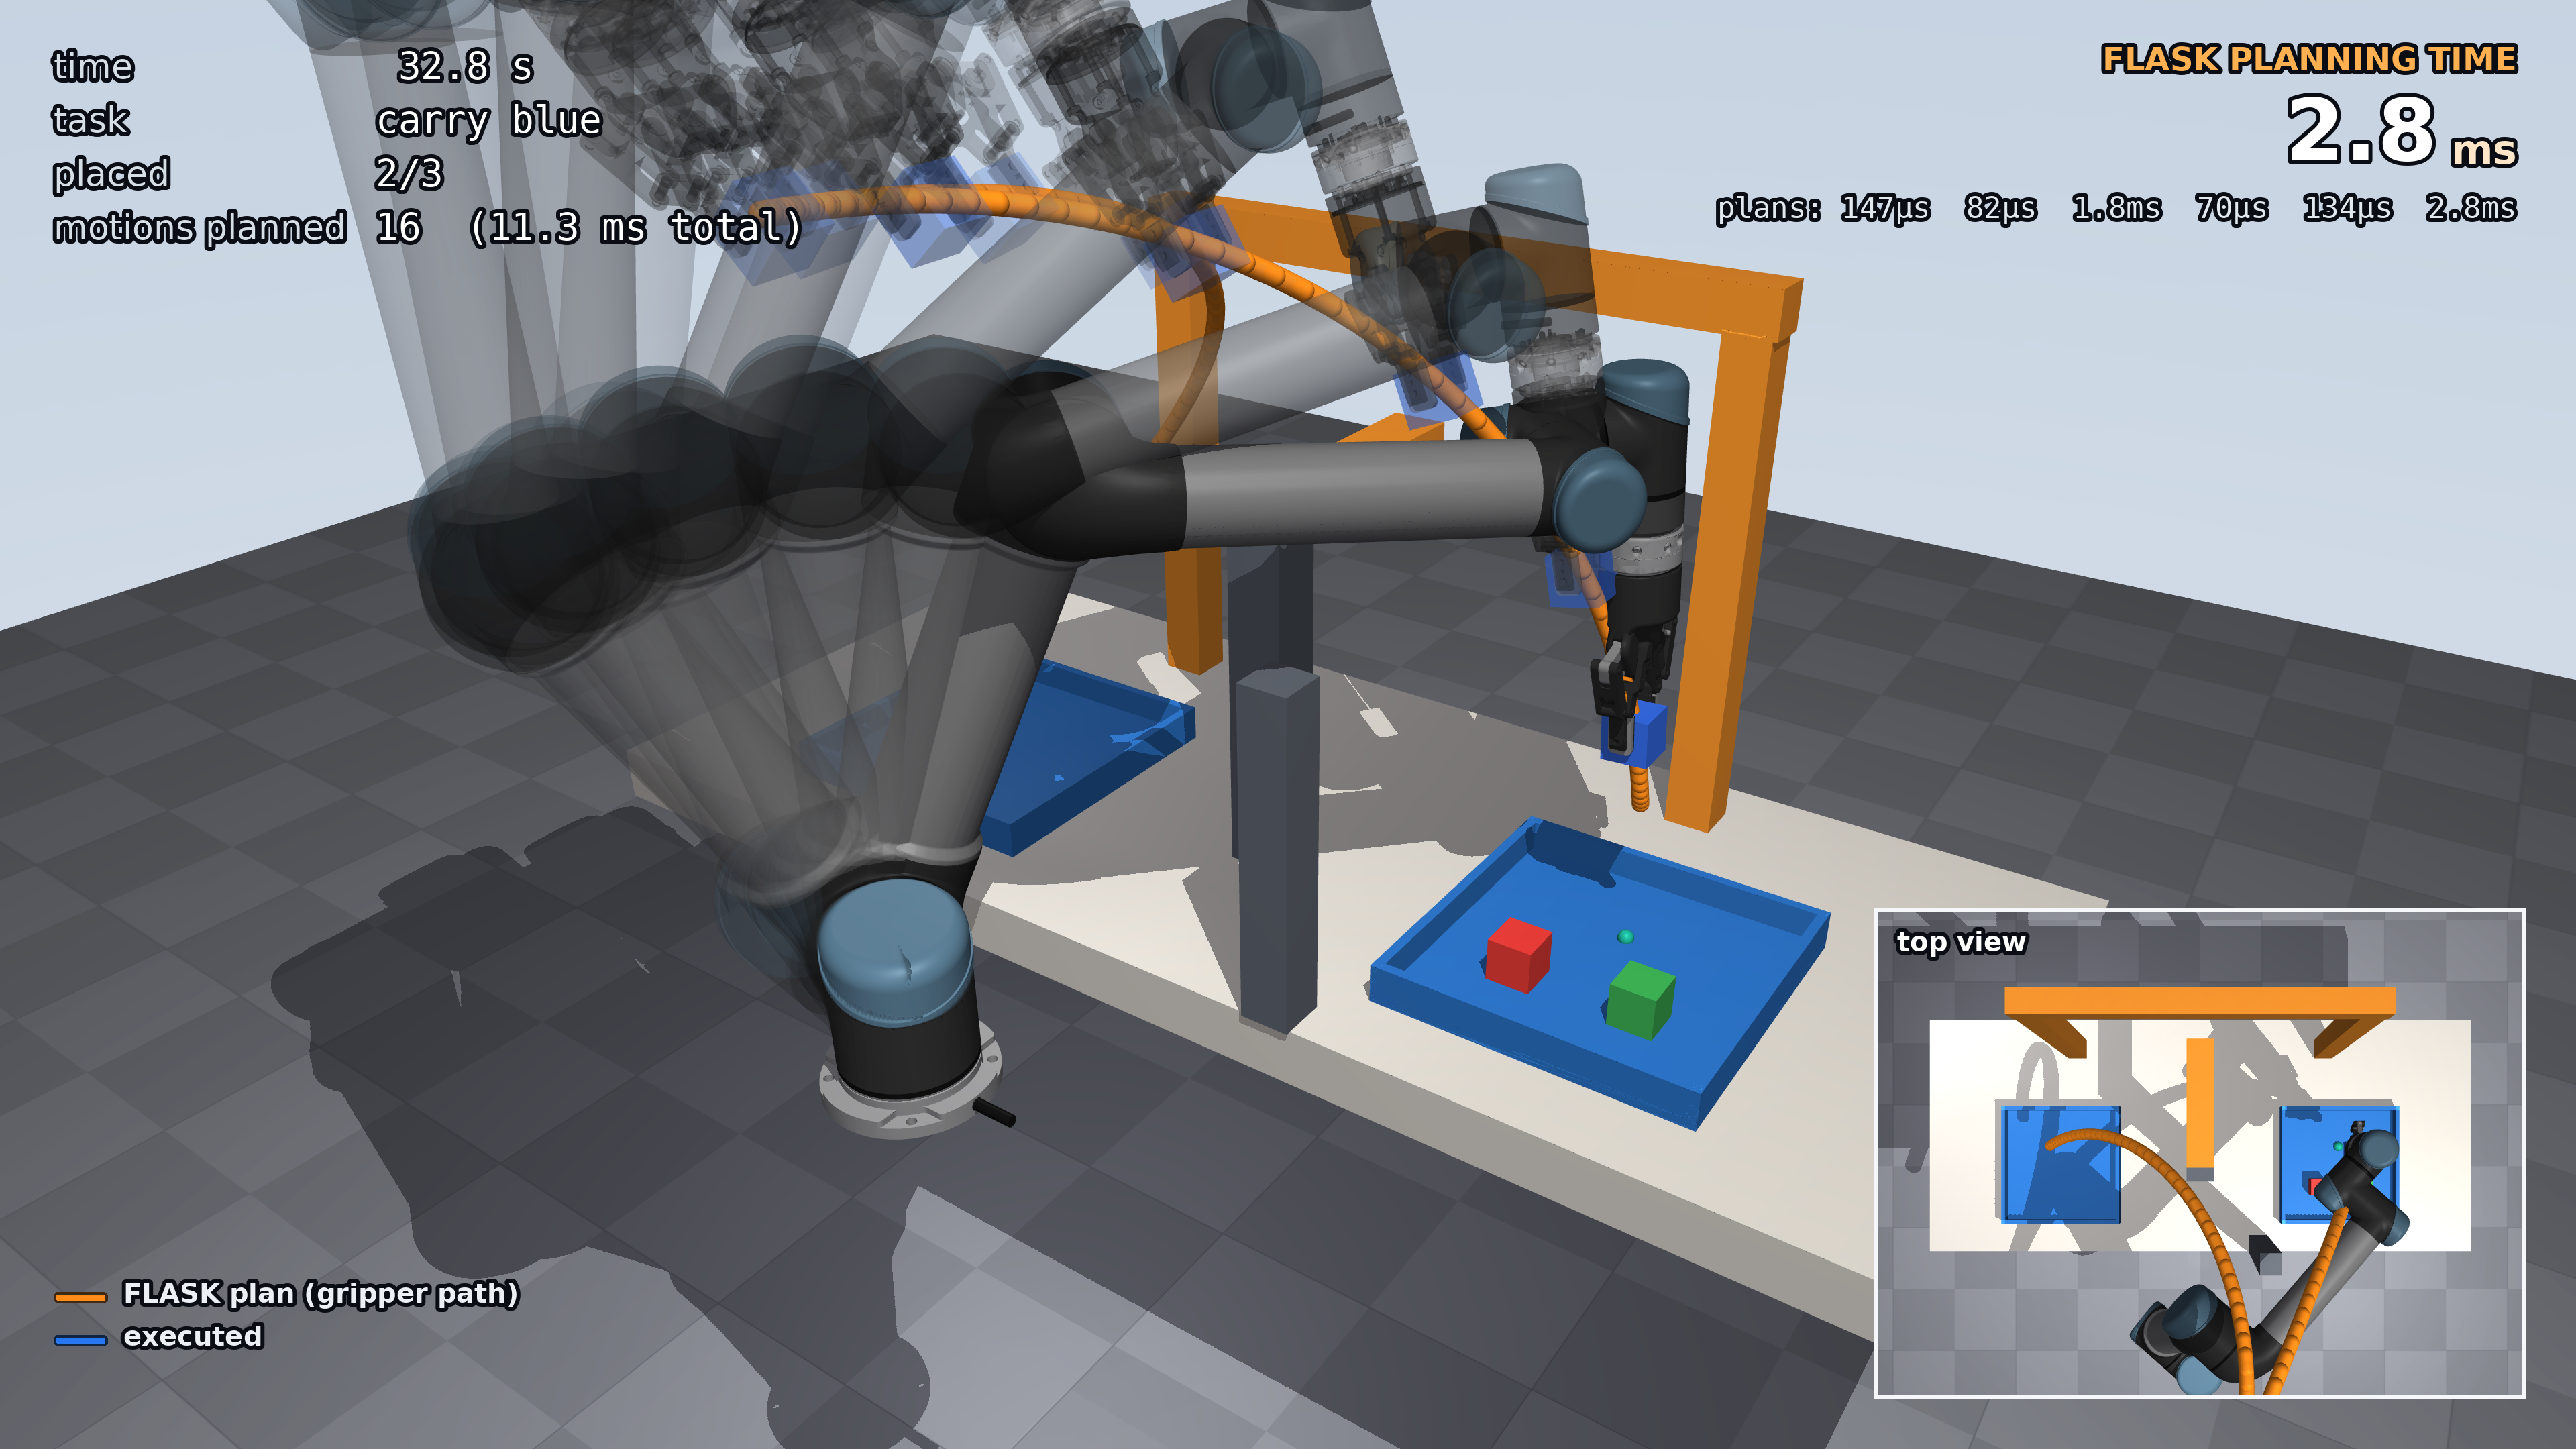 time 32.8 s
task carry blue
placed 2/3
motions planned 16 (11.3 ms total)
FLASK PLANNING TIME
2.8 ms
plans: 147µs 82µs 1.8ms 70µs 134µs 2.8ms
top view
FLASK plan (gripper path)
executed